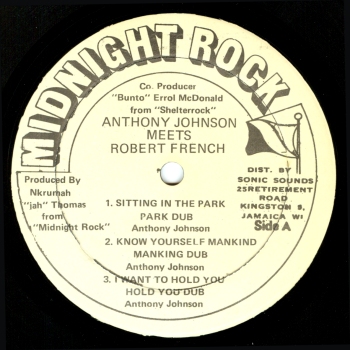 MIDNIGHT ROCK
Co. Producer
"Bunto" Errol McDonald
from "Shelterrock"
ANTHONY JOHNSON
MEETS
ROBERT FRENCH
Produced By
Nkrumah
"jah" Thomas
from
"Midnight Rock"
DIST. BY
SONIC SOUNDS
25RETIREMENT
ROAD
KINGSTON 5,
JAMAICA WI
Side A
1. SITTING IN THE PARK
PARK DUB
Anthony Johnson
2. KNOW YOURSELF MANKIND
MANKING DUB
Anthony Johnson
3. I WANT TO HOLD YOU
HOLD YOU DUB
Anthony Johnson